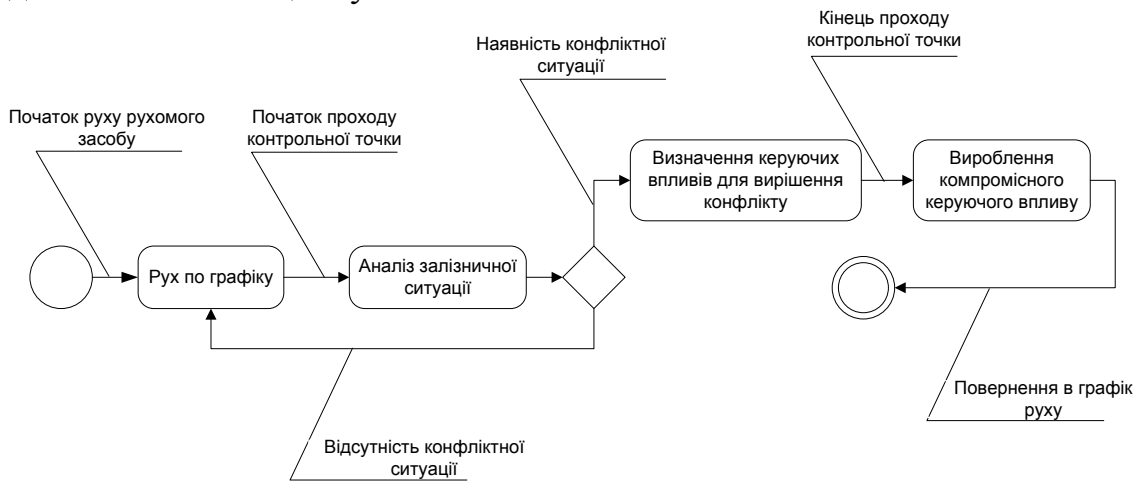 Наявність конфліктної
ситуації
Кінець проходу
контрольної точки
Початок руху рухомого
засобу
Початок проходу
контрольної точки
Визначення керуючих
впливів для вирішення
конфлікту
Вироблення
компромісного
керуючого впливу
Рух по графіку
Аналіз залізничної
ситуації
Повернення в графік
руху
Відсутність конфліктної
ситуації